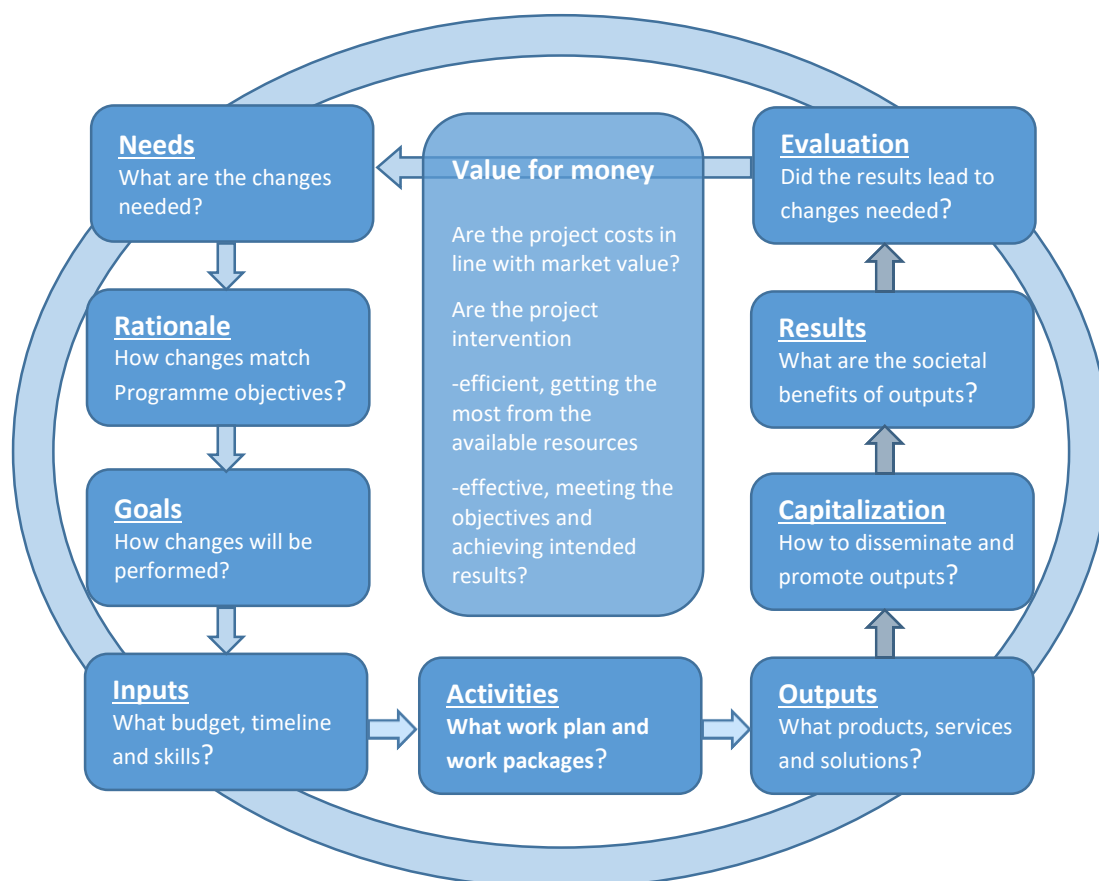 Needs
What are the changes
needed?
Rationale
How changes match
Programme objectives?
Goals
How changes will be
performed?
Inputs
What budget, timeline
and skills?
Activities
What work plan and
work packages?
Outputs
What products, services
and solutions?
Capitalization
How to disseminate and
promote outputs?
Results
What are the societal
benefits of outputs?
Evaluation
Did the results lead to
changes needed?
Value for money
Are the project costs in
line with market value?
Are the project
intervention
-efficient, getting the
most from the
available resources
-effective, meeting the
objectives and
achieving intended
results?